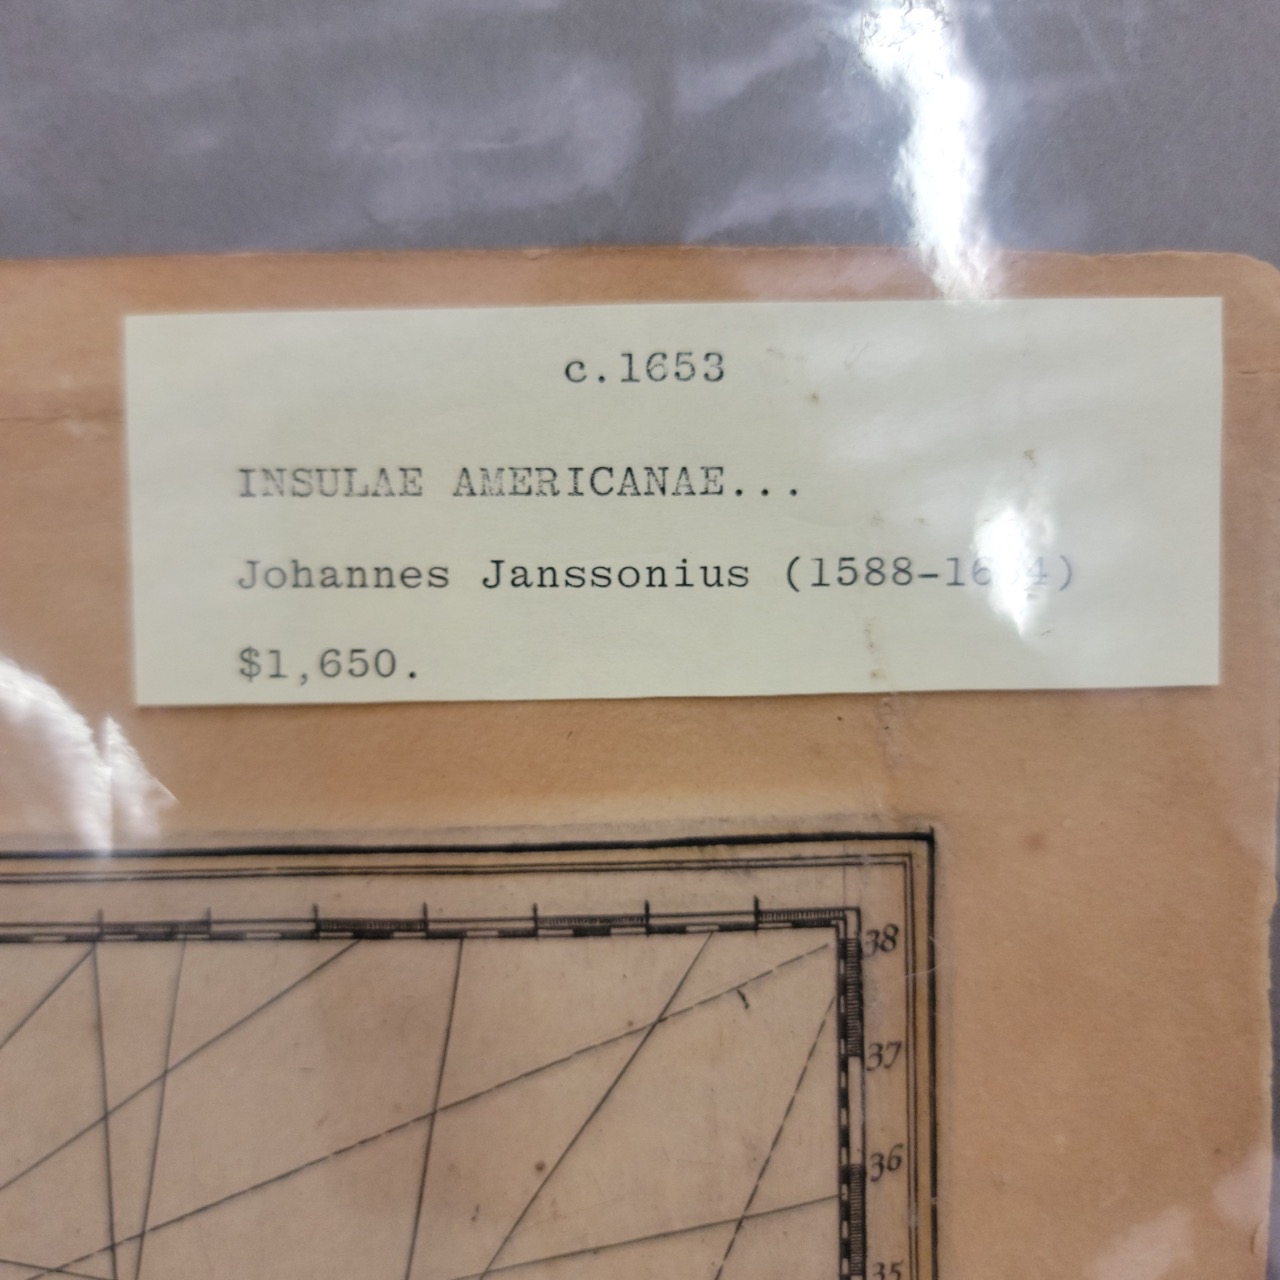 c.1653
INSULAE AMERICANAE...
Johannes Janssonius
$1,650.
38
37
36
35